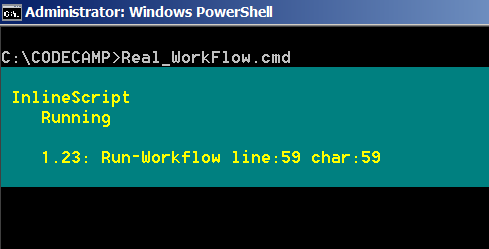 C:\.
Administrator: Windows PowerShell
C:\CODECAMP>Real_WorkFlow.cmd
InlineScript
Running
1.23: Run-Workflow line:59 char:59